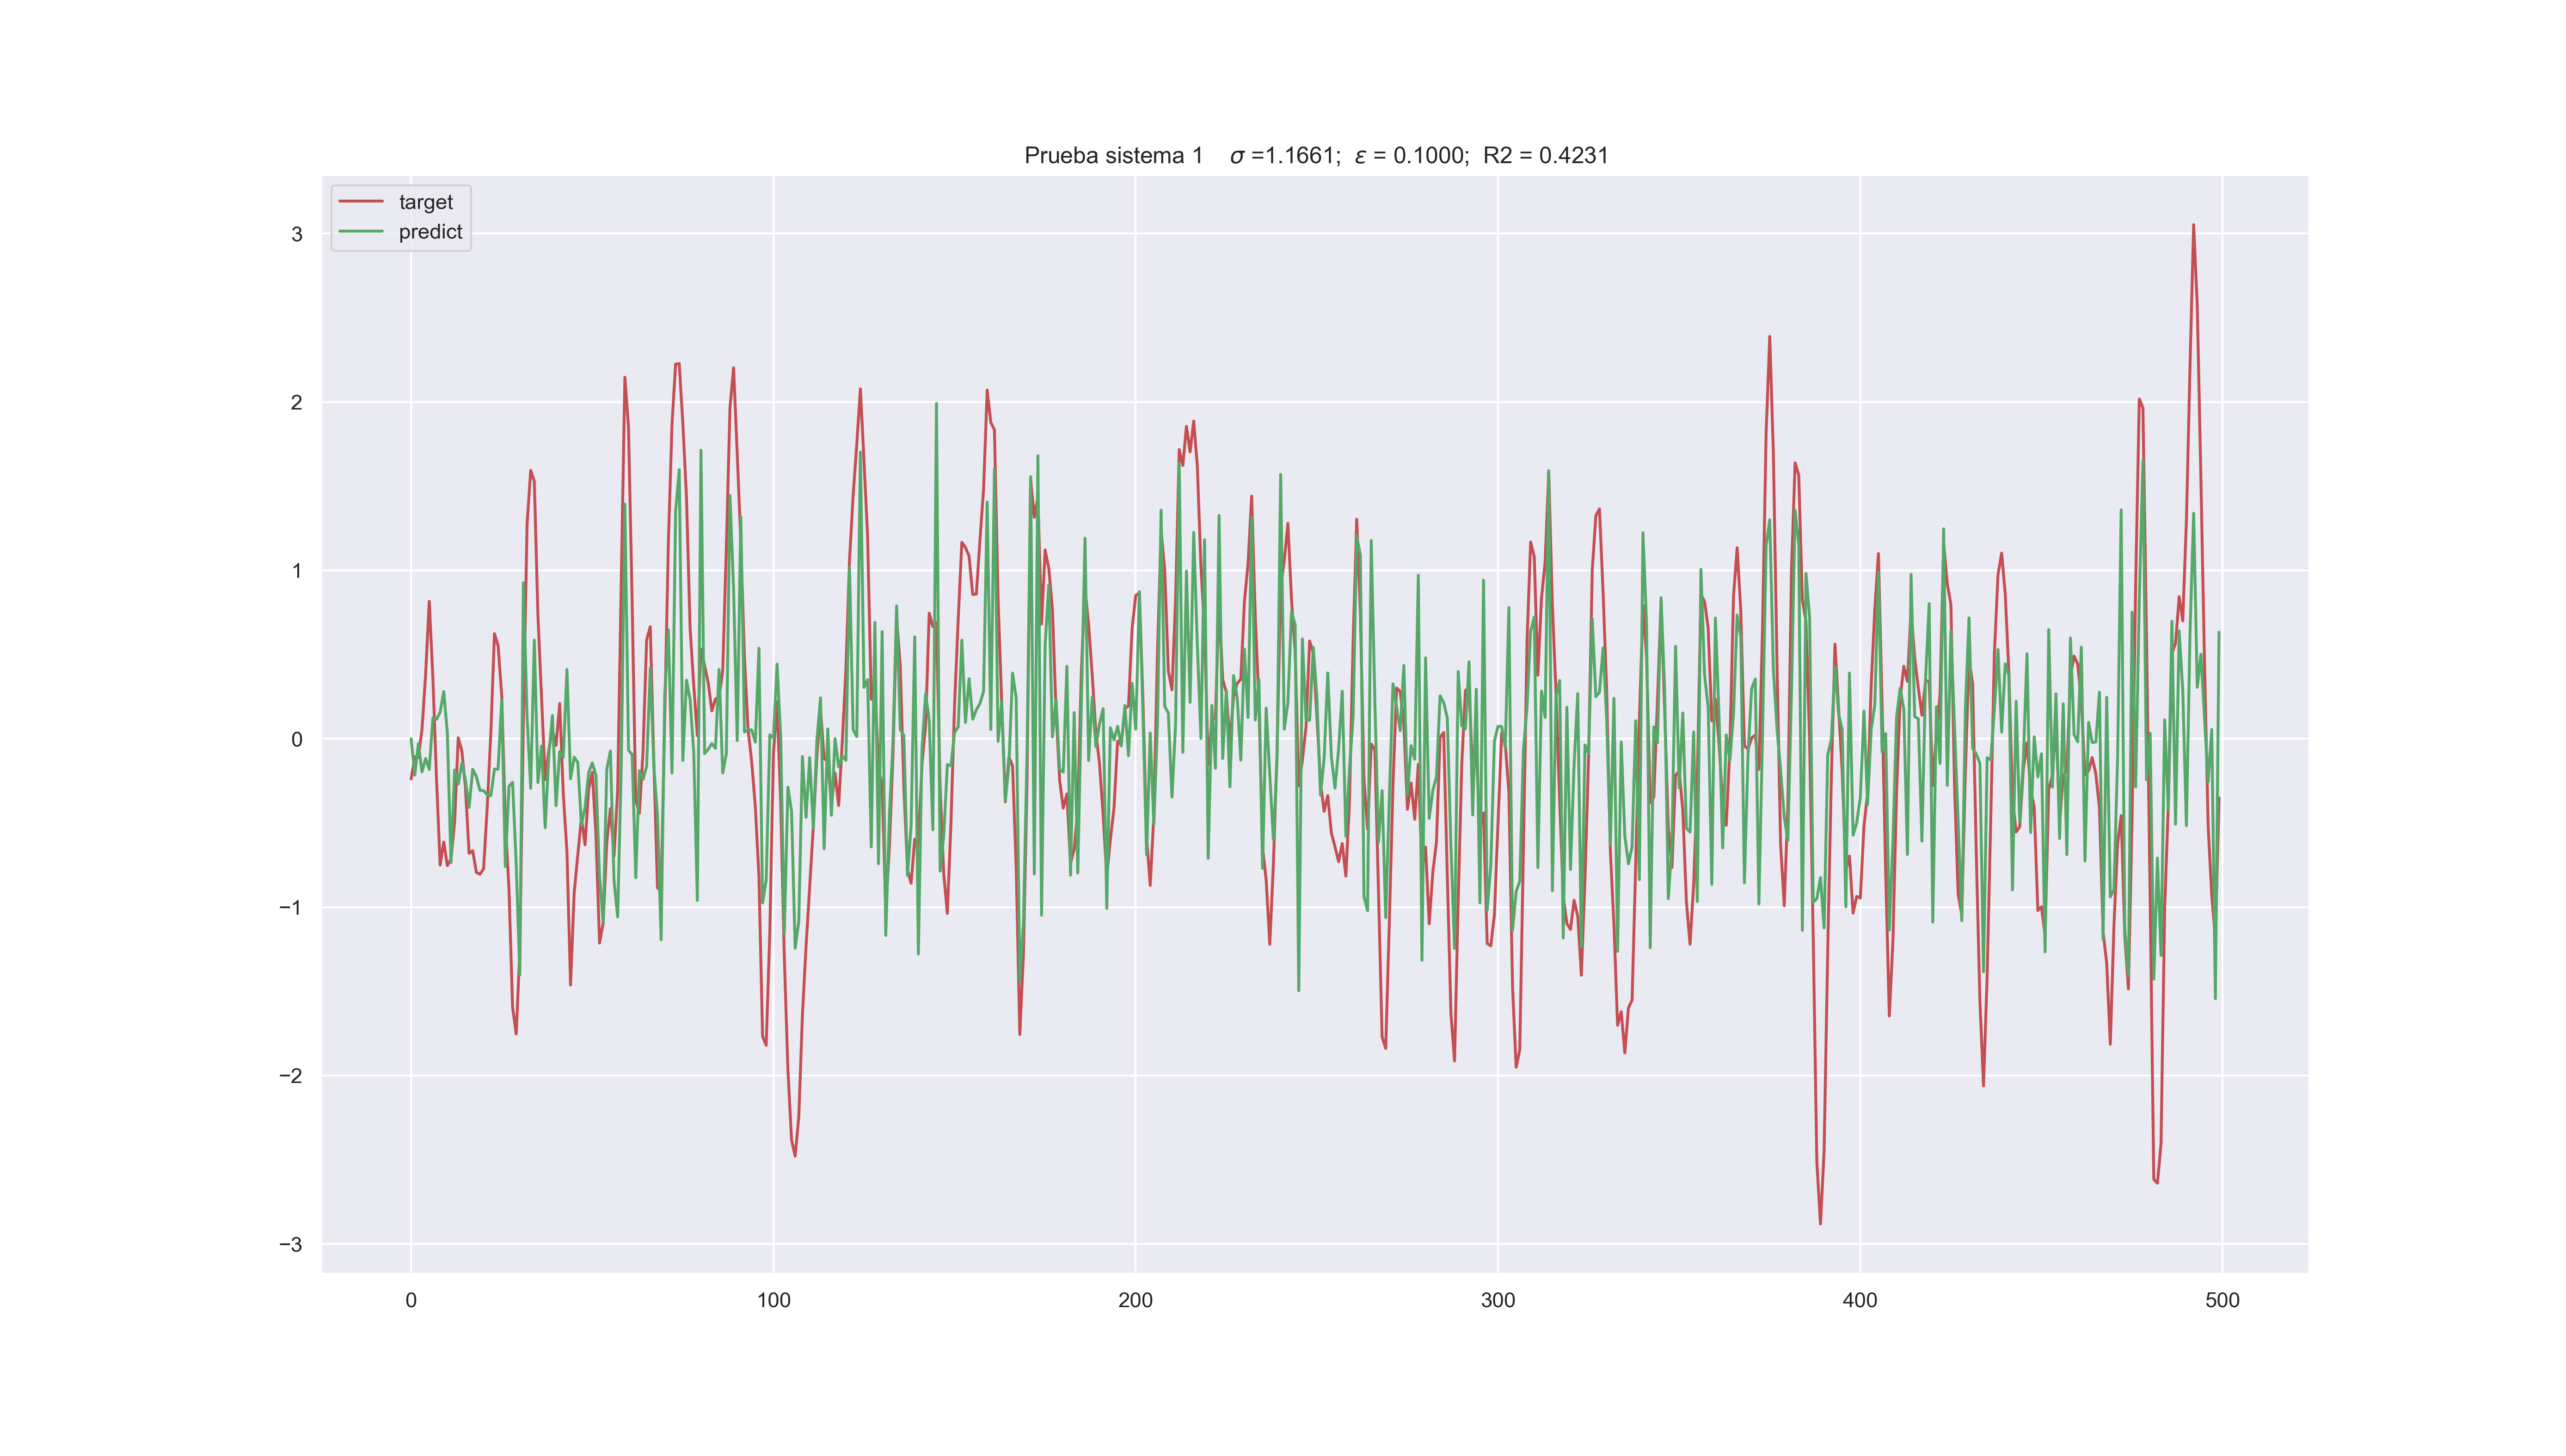 Prueba sistema 1 σ =1.1661; ε = 0.1000; R2 = 0.4231
target
predict
3
2
1
0
−1
−2
−3
0 100 200 300 400 500